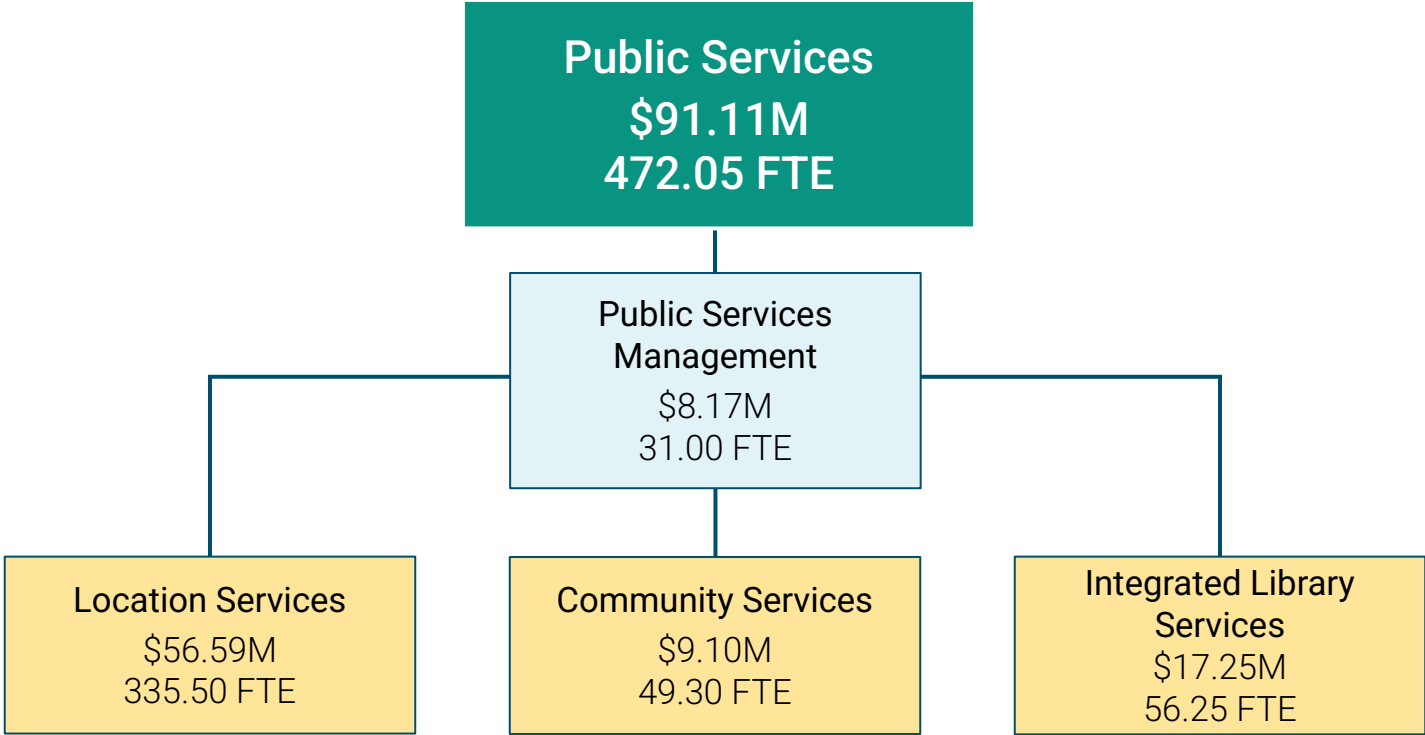 Public Services
$91.11M
472.05 FTE
Public Services
Management
$8.17M
31.00 FTE
Location Services
$56.59M
335.50 FTE
Community Services
$9.10M
49.30 FTE
Integrated Library
Services
$17.25M
56.25 FTE